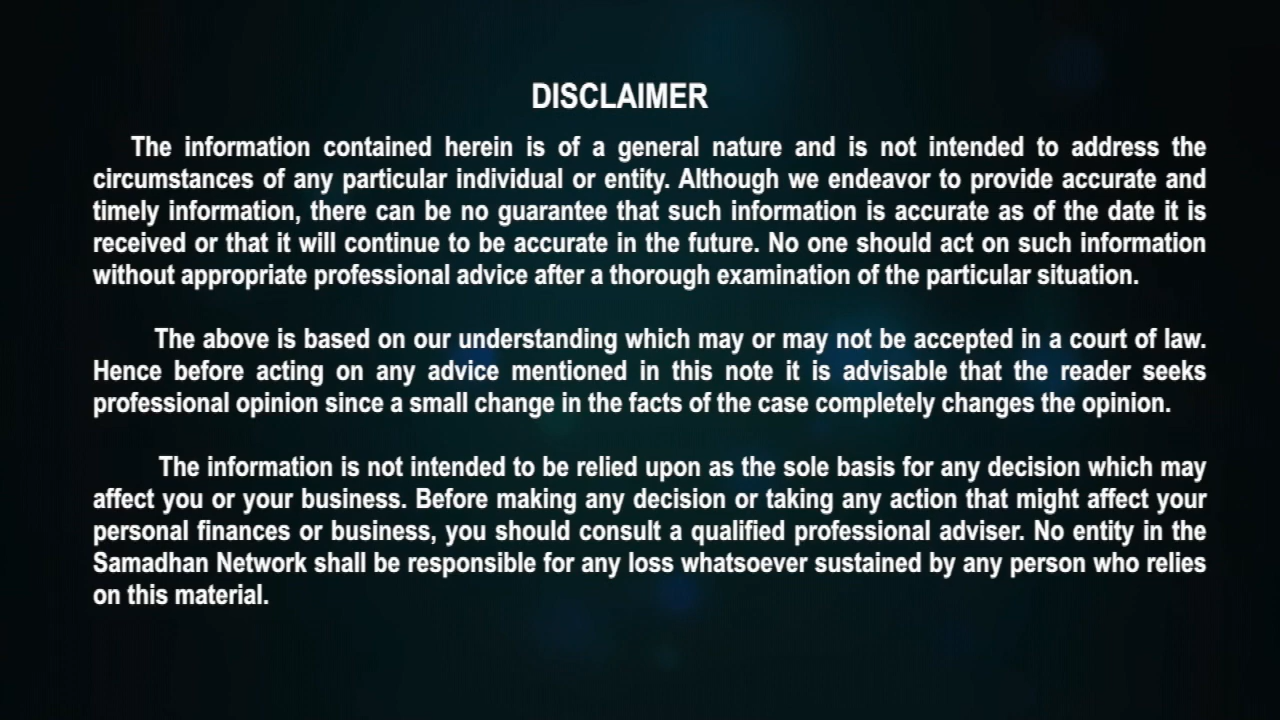 DISCLAIMER
The information contained herein is of a general nature and is not intended to address the
circumstances of any particular individual or entity. Although we endeavor to provide accurate and
timely information, there can be no guarantee that such information is accurate as of the date it is
received or that it will continue to be accurate in the future. No one should act on such information
without appropriate professional advice after a thorough examination of the particular situation.
The above is based on our understanding which may or may not be accepted in a court of law.
Hence before acting on any advice mentioned in this note it is advisable that the reader seeks
professional opinion since a small change in the facts of the case completely changes the opinion.
The information is not intended to be relied upon as the sole basis for any decision which may
affect you or your business. Before making any decision or taking any action that might affect your
personal finances or business, you should consult a qualified professional adviser. No entity in the
Samadhan Network shall be responsible for any loss whatsoever sustained by any person who relies
on this material.